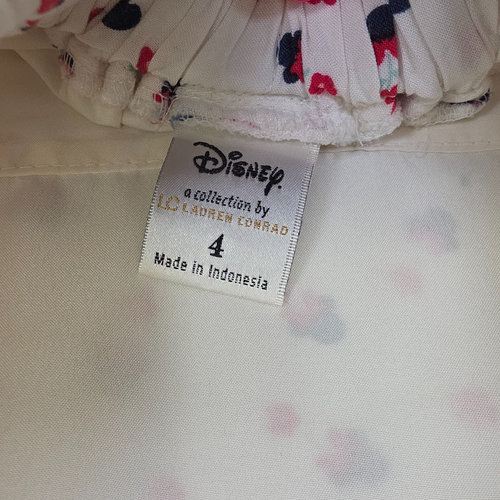 Disney
a collection by
LC LAUREN CONRAD
4
Made in Indonesia